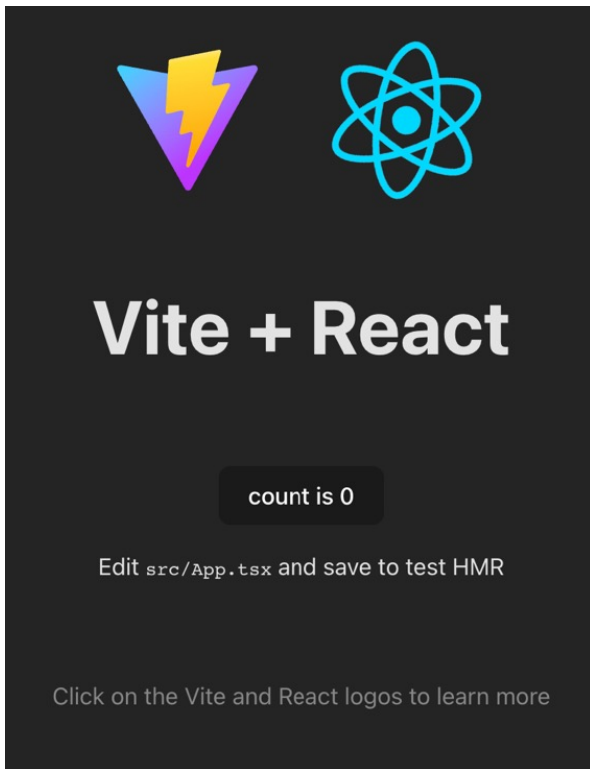 Vite + React
count is 0
Edit src/App.tsx and save to test HMR
Click on the Vite and React logos to learn more